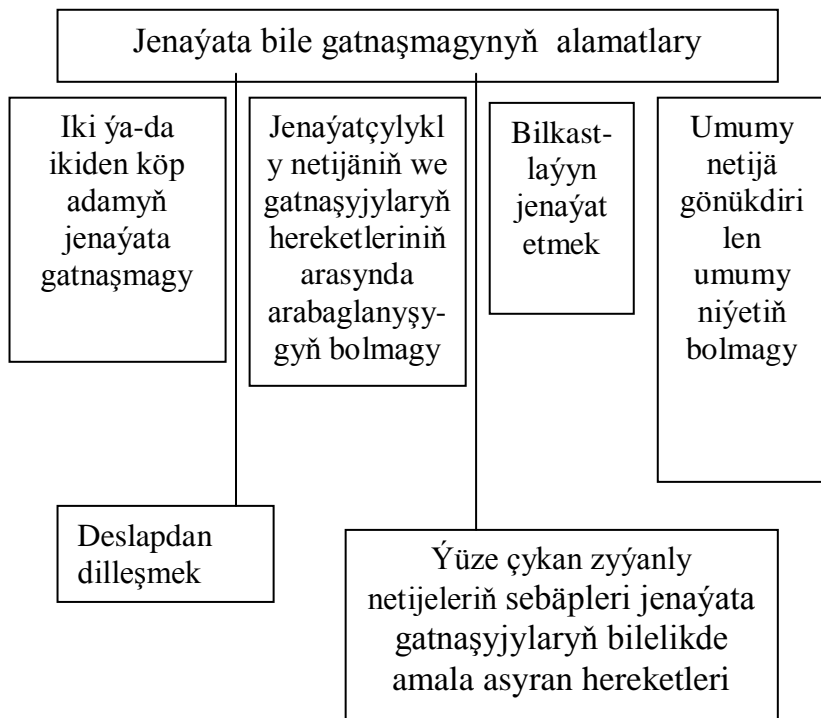 Jenaýata bile gatnaşmagynyň alamatlary
Iki ýa-da
ikiden köp
adamyň
jenaýata
gatnaşmagy
Jenaýatçylykl
y netijäniň we
gatnaşyjylaryň
hereketleriniň
arasynda
arabaglanyşy-
gyň bolmagy
Bilkast-
laýyn
jenaýat
etmek
Umumy
netijä
gönükdiri
len
umumy
niýetiň
bolmagy
Deslapdan
dilleşmek
Ýüze çykan zyýanly
netijeleriň sebäpleri jenaýata
gatnaşyjylaryň bilelikde
amala asyran hereketleri